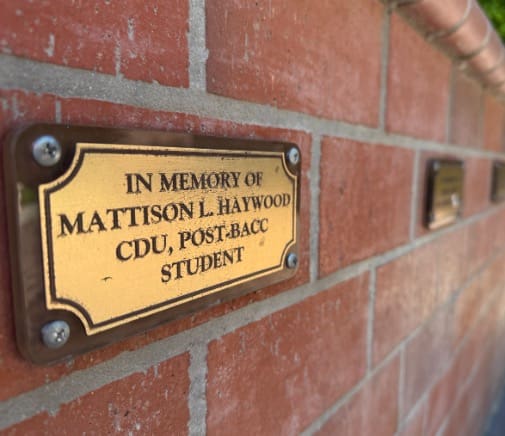 IN MEMORY OF
MATTISON L. HAYWOOD
CDU, POST-BACC
STUDENT